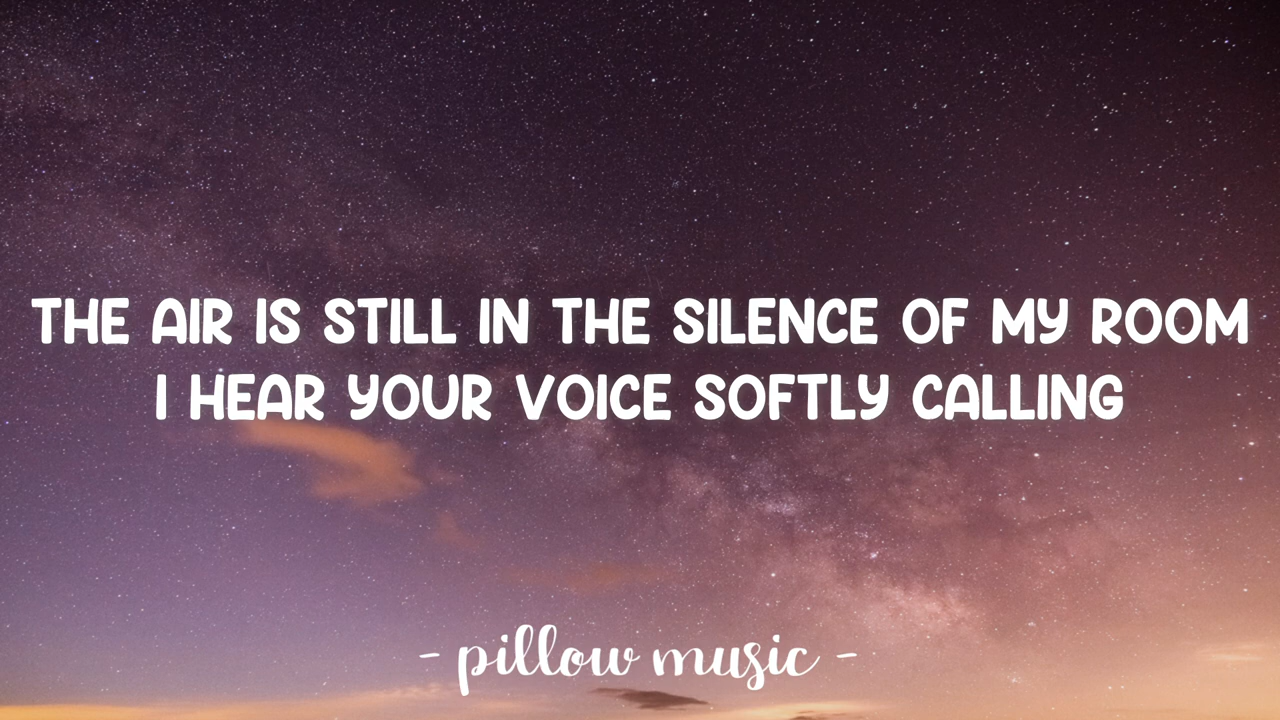 THE AIR IS STILL IN THE SILENCE OF MY ROOM
I HEAR YOUR VOICE SOFTLY CALLING
- pillow music -